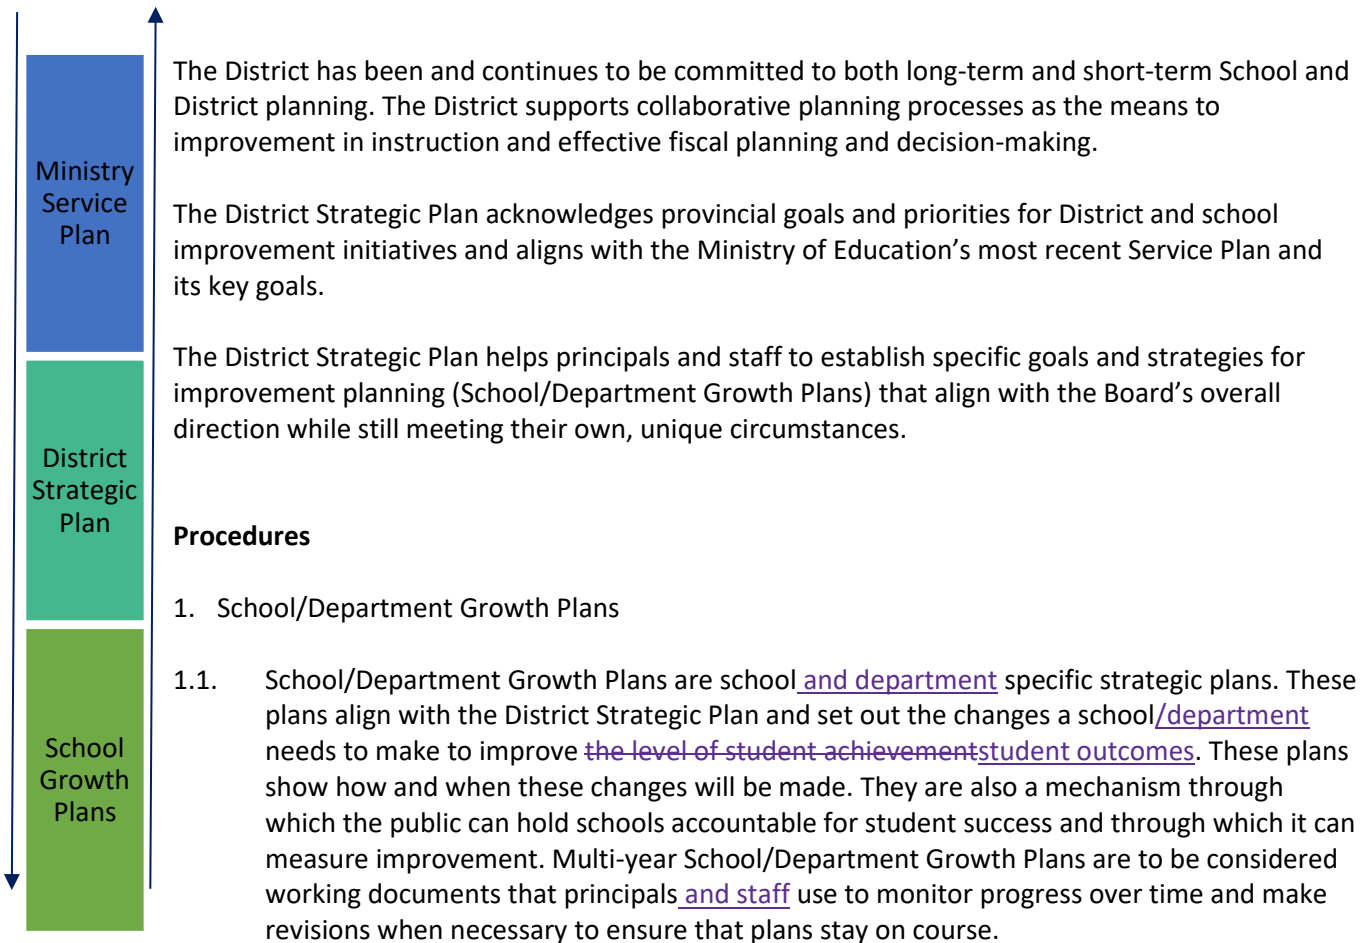 Ministry
Service
Plan
District
Strategic
Plan
School
Growth
Plans
The District has been and continues to be committed to both long-term and short-term School and
District planning. The District supports collaborative planning processes as the means to
improvement in instruction and effective fiscal planning and decision-making.
The District Strategic Plan acknowledges provincial goals and priorities for District and school
improvement initiatives and aligns with the Ministry of Education’s most recent Service Plan and
its key goals.
The District Strategic Plan helps principals and staff to establish specific goals and strategies for
improvement planning (School/Department Growth Plans) that align with the Board’s overall
direction while still meeting their own, unique circumstances.
Procedures
1. School/Department Growth Plans
1.1. School/Department Growth Plans are school and department specific strategic plans. These
plans align with the District Strategic Plan and set out the changes a school/department
needs to make to improve the level of student achievementstudent outcomes. These plans
show how and when these changes will be made. They are also a mechanism through
which the public can hold schools accountable for student success and through which it can
measure improvement. Multi-year School/Department Growth Plans are to be considered
working documents that principals and staff use to monitor progress over time and make
revisions when necessary to ensure that plans stay on course.